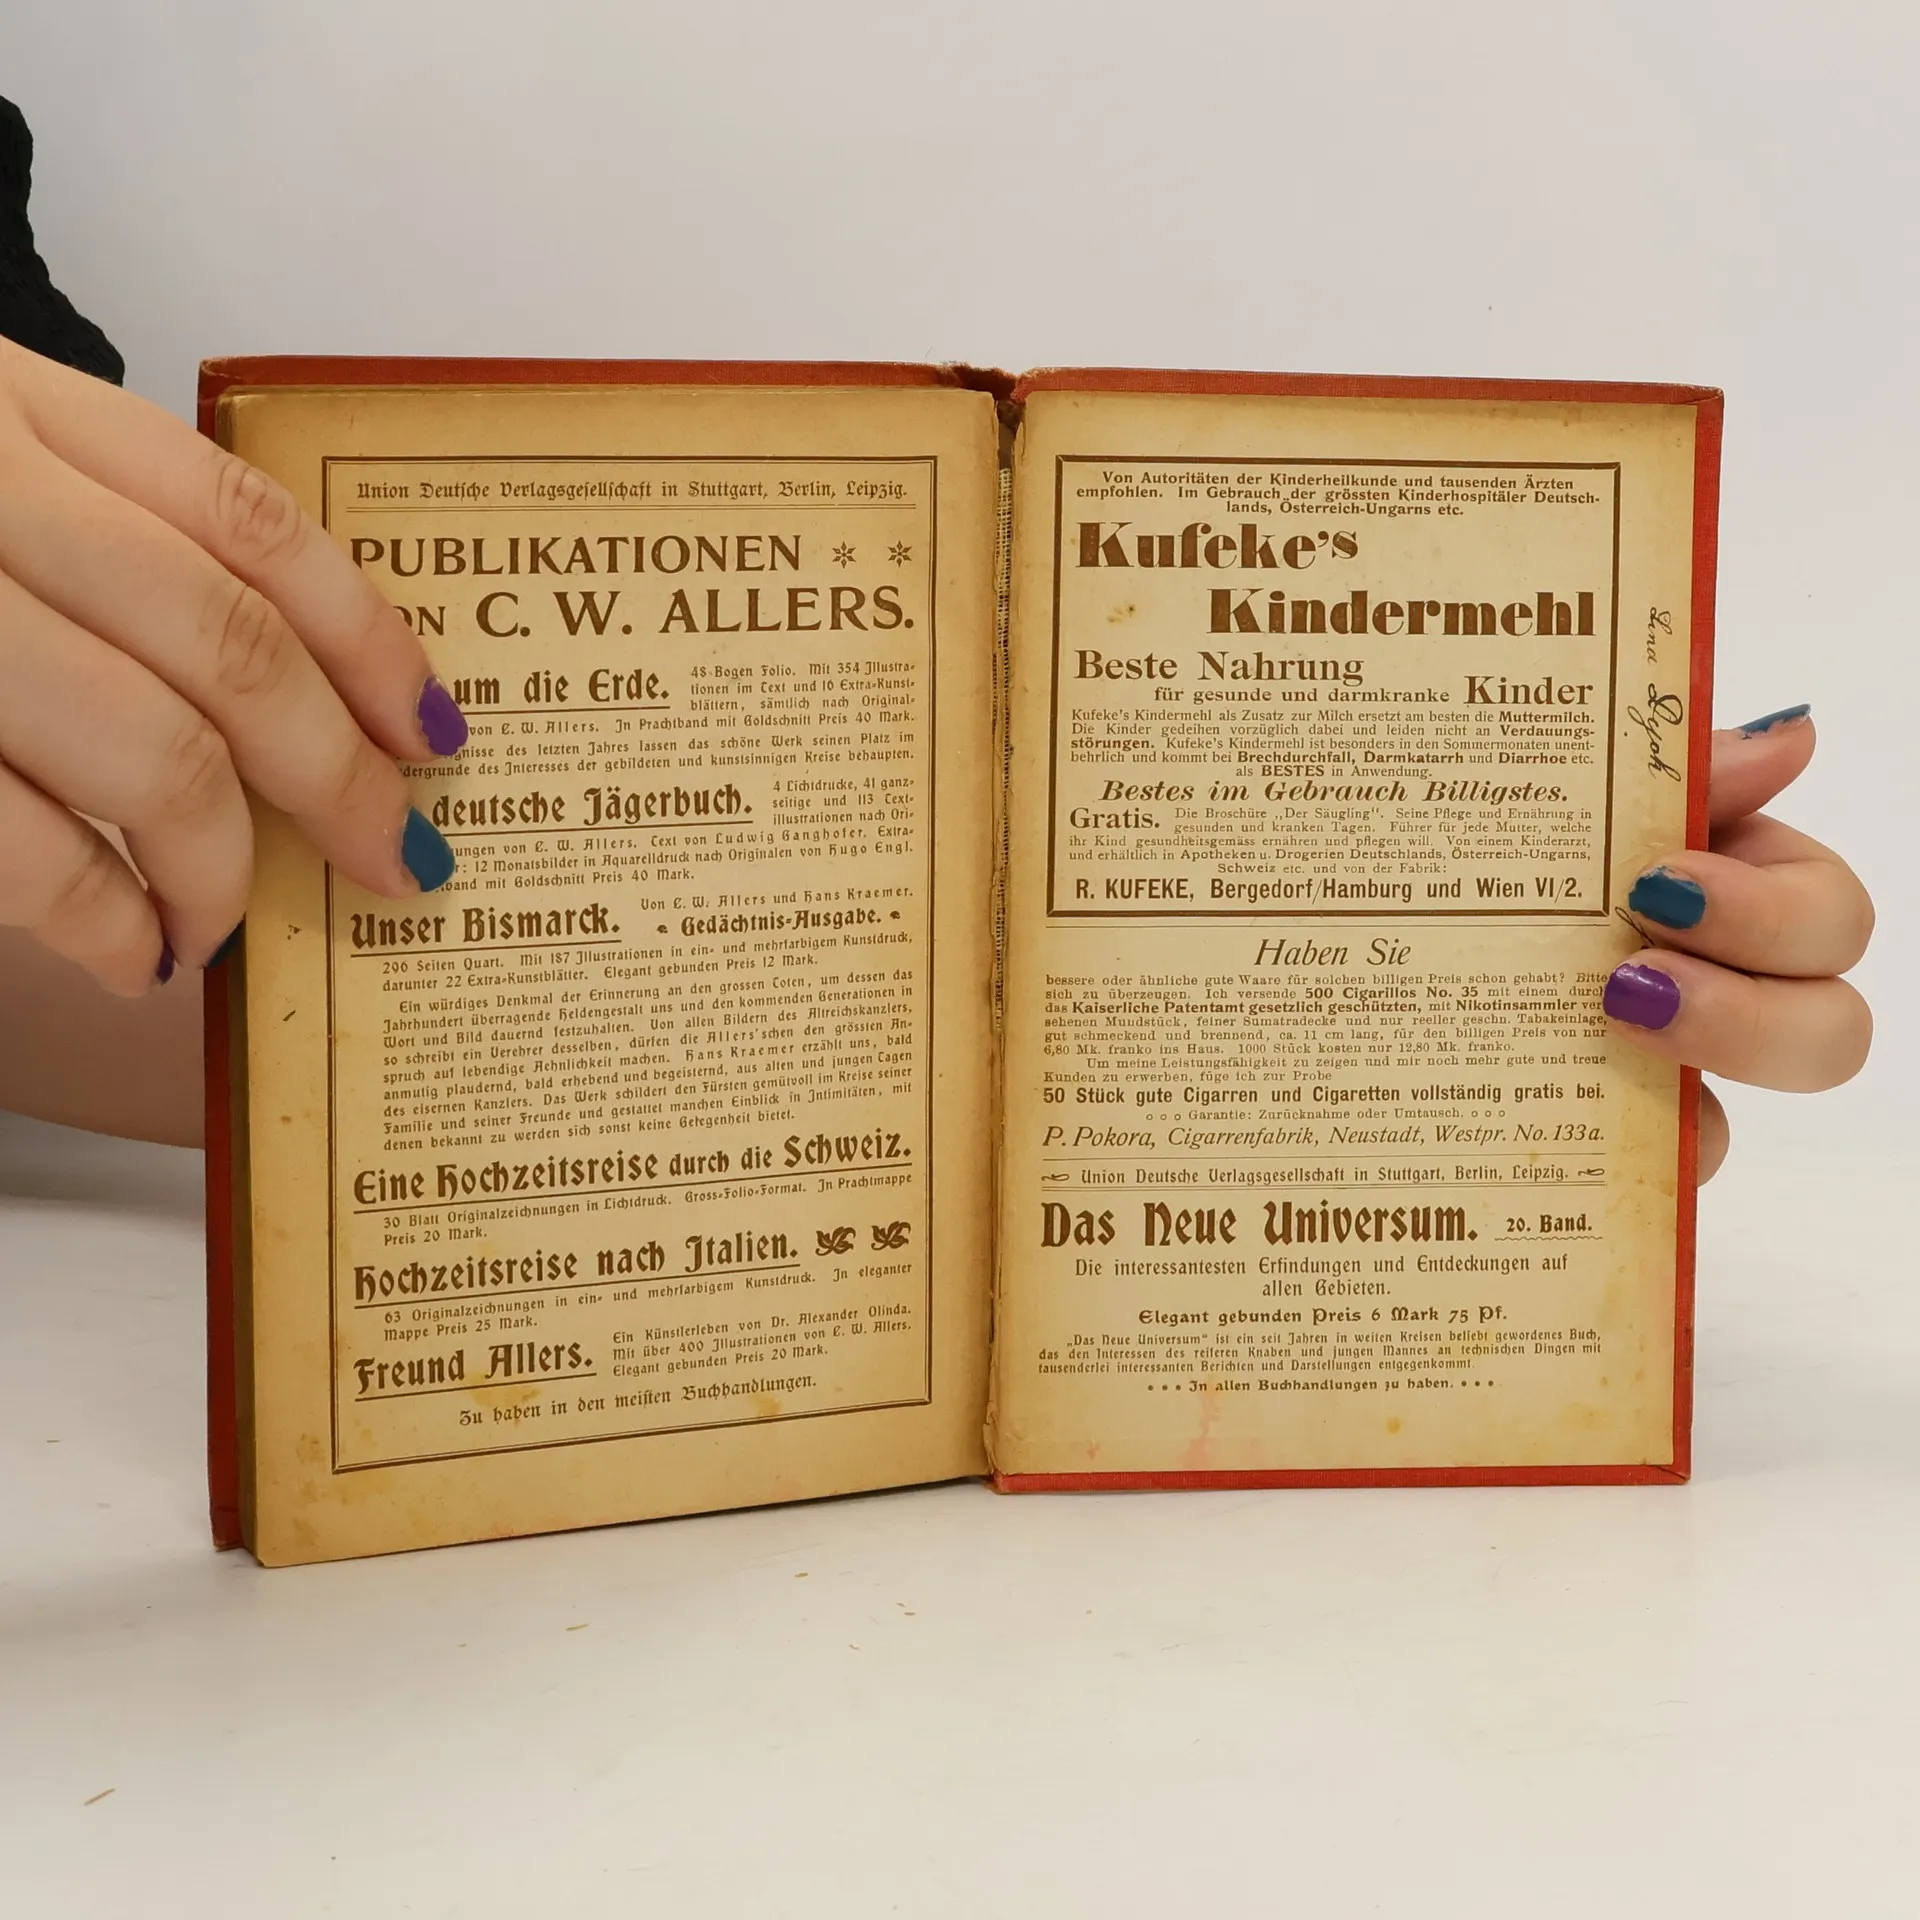 Union Deutsche Verlagsgesellschaft in Stuttgart, Berlin, Leipzig.
PUBLIKATIONEN
C. W. ALLERS.
um die Erde.
48 Bogen Folio. Mit 354 Illustra-
tionen im Text und 16 Extra-Kunst-
blättern, sämtlich nach Original-
von C. W. Allers. In Prachtband mit Goldschnitt Preis 40 Mark.
des letzten Jahres lassen das schöne Werk seinen Platz im
des Interesses der gebildeten und kunstsinnigen Kreise behaupten.
deutsche Jägerbuch.
4 Lichtdrucke, 41 ganz-
seitige und 113 Text-
illustrationen nach Ori-
von C. W. Allers. Text von Ludwig Ganghofer. Extra-
12 Monatsbilder in Aquarelldruck nach Originalen von Hugo Engl.
mit Goldschnitt Preis 40 Mark.
Unser Bismarck.
Von C. W. Allers und Hans Kraemer.
Gedächtnis-Ausgabe.
296 Seiten Quart. Mit 187 Illustrationen in ein- und mehrfarbigem Kunstdruck,
darunter 22 Extra-Kunstblätter. Elegant gebunden Preis 12 Mark.
Ein würdiges Denkmal der Erinnerung an den grossen Toten, um dessen das
Jahrhundert überragende Heldengestalt uns und den kommenden Generationen in
Wort und Bild dauernd festzuhalten. Von allen Bildern des Altreichskanzlers,
so schreibt ein Verehrer desselben, dürfen die Allers'schen den grössten An-
spruch auf lebendige Aehnlichkeit machen. Hans Kraemer erzählt uns, bald
anmutig plaudernd, bald erhebend und begeisternd, aus alten und jungen Tagen
des eisernen Kanzlers. Das Werk schildert den Fürsten gemütvoll im Kreise seiner
Familie und seiner Freunde und gestattet manchen Einblick in Intimitäten, mit
denen bekannt zu werden sich sonst keine Gelegenheit bietet.
Eine Hochzeitsreise durch die Schweiz.
30 Blatt Originalzeichnungen in Lichtdruck. Gross-Folio-Format. In Prachtmappe
Preis 20 Mark.
Hochzeitsreise nach Italien.
63 Originalzeichnungen in ein- und mehrfarbigem Kunstdruck. In eleganter
Mappe Preis 25 Mark.
Freund Allers.
Ein Künstlerleben von Dr. Alexander Olinda.
Mit über 400 Illustrationen von C. W. Allers.
Elegant gebunden Preis 20 Mark.
Zu haben in den meisten Buchhandlungen.
Von Autoritäten der Kinderheilkunde und tausenden Ärzten
empfohlen. Im Gebrauch der grössten Kinderhospitäler Deutsch-
lands, Österreich-Ungarns etc.
Kufeke's
Kindermehl
Beste Nahrung
für gesunde und darmkranke Kinder
Kufeke's Kindermehl als Zusatz zur Milch ersetzt am besten die Muttermilch.
Die Kinder gedeihen vorzüglich dabei und leiden nicht an Verdauungs-
störungen. Kufeke's Kindermehl ist besonders in den Sommermonaten unent-
behrlich und kommt bei Brechdurchfall, Darmkatarrh und Diarrhoe etc.
als BESTES in Anwendung.
Bestes im Gebrauch Billigstes.
Gratis. Die Broschüre „Der Säugling". Seine Pflege und Ernährung in
gesunden und kranken Tagen. Führer für jede Mutter, welche
ihr Kind gesundheitsgemäss ernähren und pflegen will. Von einem Kinderarzt,
und erhältlich in Apotheken u. Drogerien Deutschlands, Österreich-Ungarns,
Schweiz etc. und von der Fabrik:
R. KUFEKE, Bergedorf/Hamburg und Wien VI/2.
Haben Sie
bessere oder ähnliche gute Waare für solchen billigen Preis schon gehabt? Bitte
sich zu überzeugen. Ich versende 500 Cigarillos No. 35 mit einem durch
das Kaiserliche Patentamt gesetzlich geschützten, mit Nikotinsammler ver-
sehenen Mundstück, feiner Sumatradecke und nur reeller geschn. Tabakeinlage,
gut schmeckend und brennend, ca. 11 cm lang, für den billigen Preis von nur
6,80 Mk. franko ins Haus. 1000 Stück kosten nur 12,80 Mk. franko.
Um meine Leistungsfähigkeit zu zeigen und mir noch mehr gute und treue
Kunden zu erwerben, füge ich zur Probe
50 Stück gute Cigarren und Cigaretten vollständig gratis bei.
Garantie: Zurücknahme oder Umtausch.
P. Pokora, Cigarrenfabrik, Neustadt, Westpr. No. 133a.
Union Deutsche Verlagsgesellschaft in Stuttgart, Berlin, Leipzig.
Das Neue Universum. 20. Band.
Die interessantesten Erfindungen und Entdeckungen auf
allen Gebieten.
Elegant gebunden Preis 6 Mark 75 Pf.
„Das Neue Universum" ist ein seit Jahren in weiten Kreisen beliebt gewordenes Buch,
das den Interessen des reiferen Knaben und jungen Mannes an technischen Dingen mit
tausenderlei interessanten Berichten und Darstellungen entgegenkommt.
In allen Buchhandlungen zu haben.
Lena